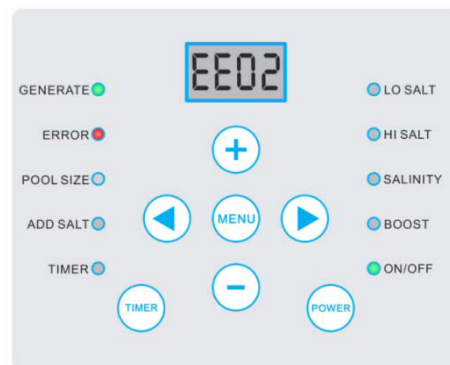 EE02
GENERATE
LO SALT
ERROR
HI SALT
POOL SIZE
SALINITY
ADD SALT
MENU
BOOST
TIMER
ON/OFF
TIMER
POWER